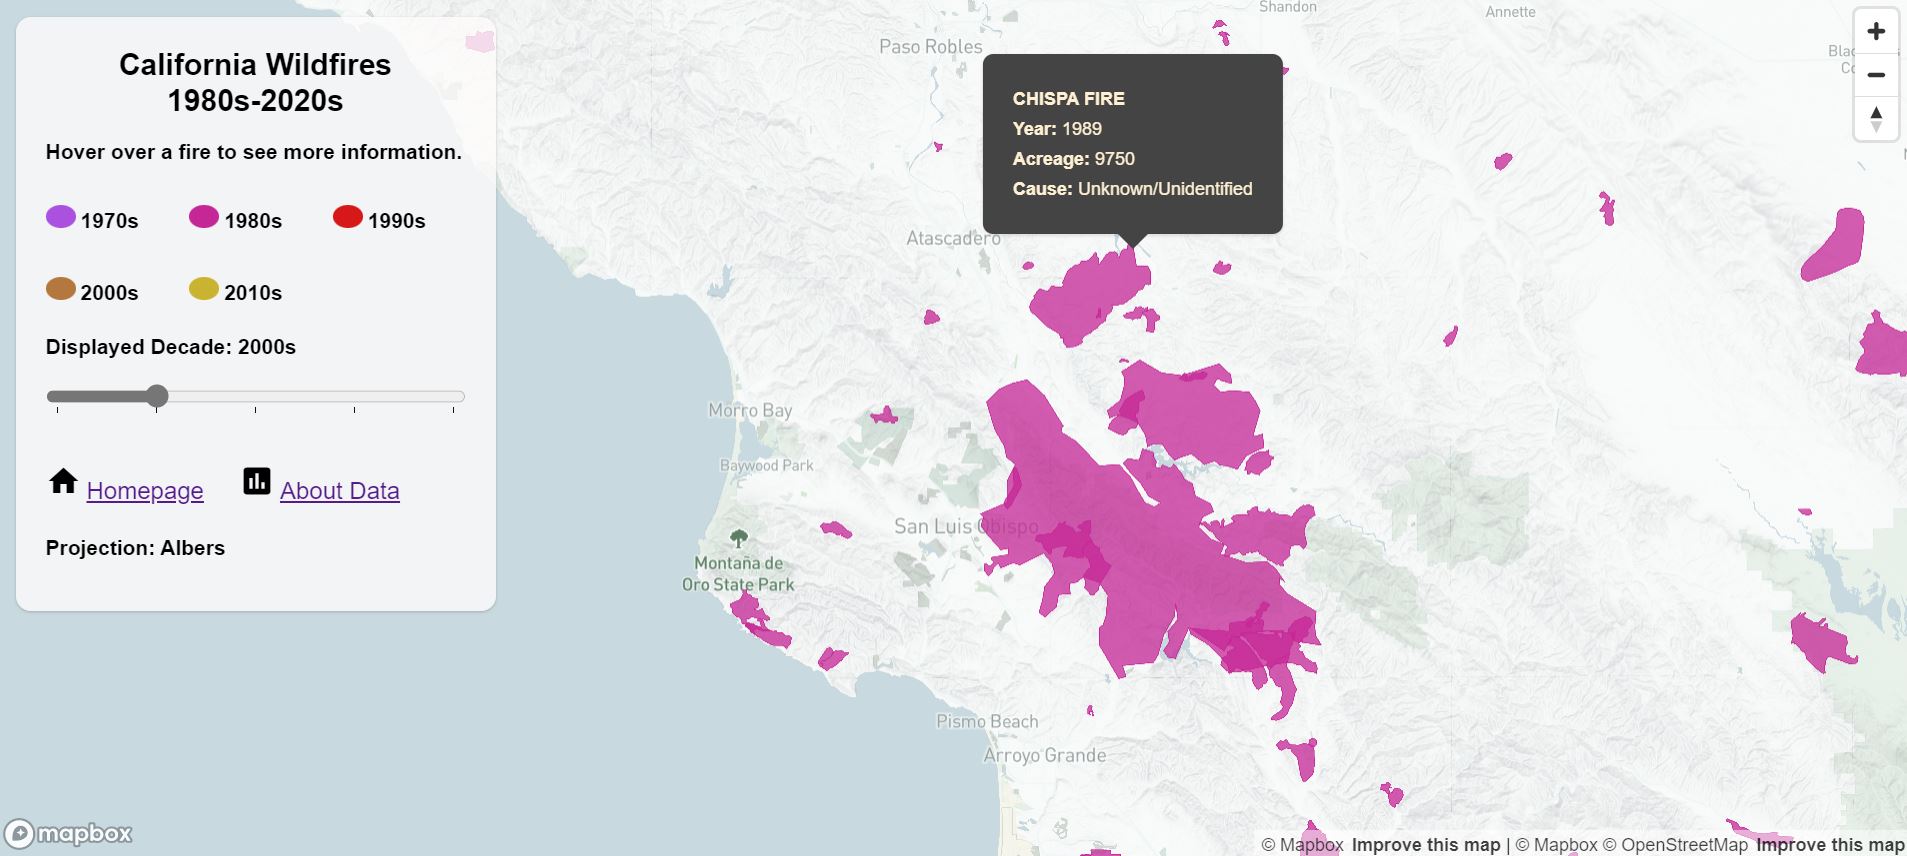 California Wildfires
1980s-2020s
Hover over a fire to see more information.
1970s
1980s
1990s
2000s
2010s
Displayed Decade: 2000s
Homepage
About Data
Projection: Albers
mapbox
Shandon
Annette
Paso Robles
CHISPA FIRE
Year: 1989
Acreage: 9750
Cause: Unknown/Unidentified
Atascadero
Morro Bay
Baywood Park
San Luis Obispo
Montaña de
Oro State Park
Pismo Beach
Arroyo Grande
© Mapbox Improve this map | © Mapbox © OpenStreetMap Improve this map